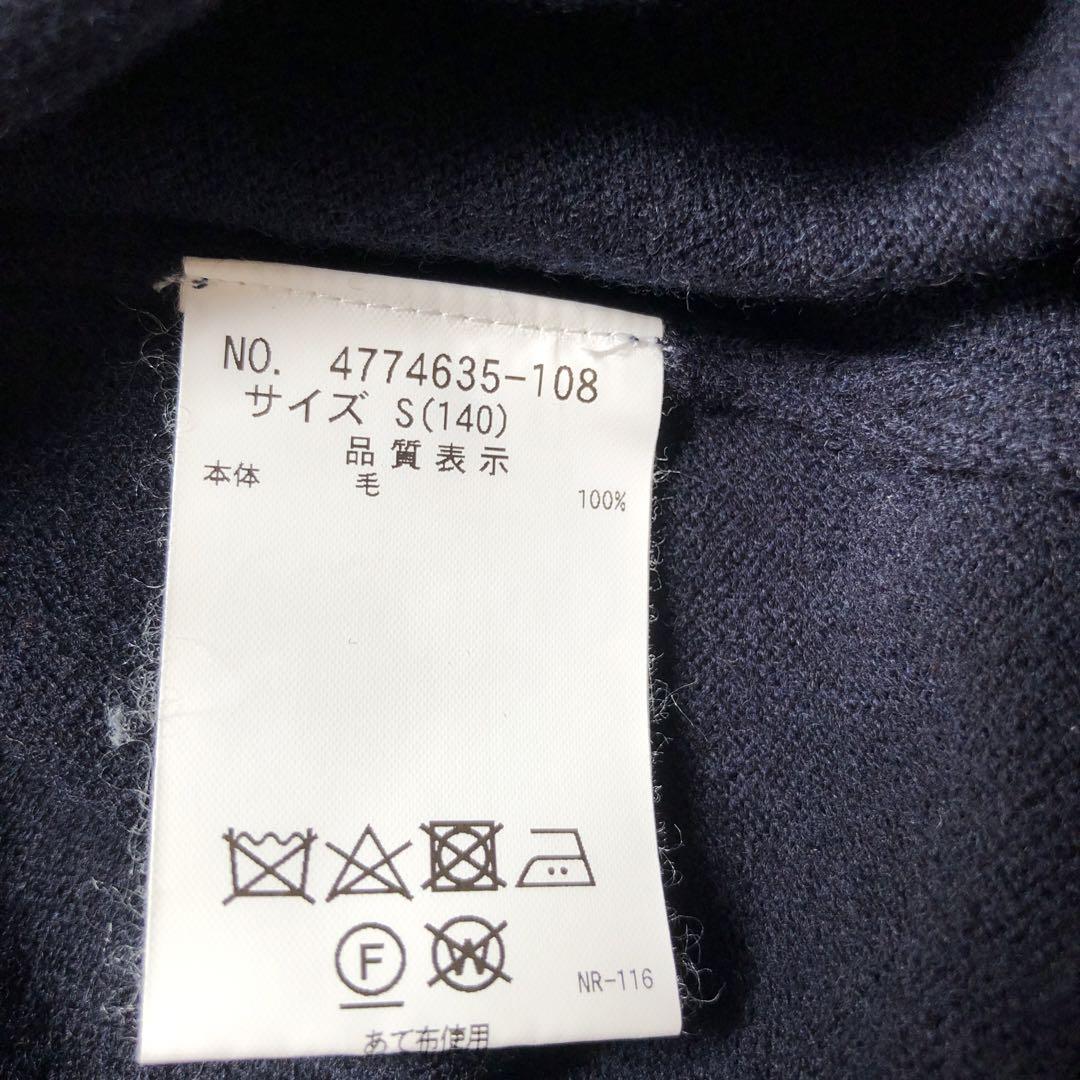 NO. 4774635-108
サイズ S(140)
品質表示
本体 毛 100%
F W
NR-116
あて布使用